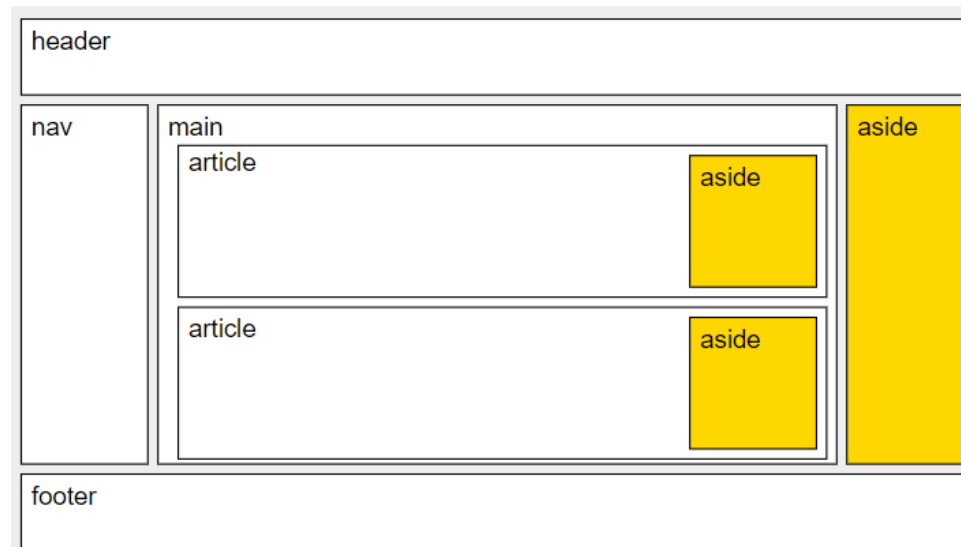 header
nav
main
article
aside
article
aside
aside
footer